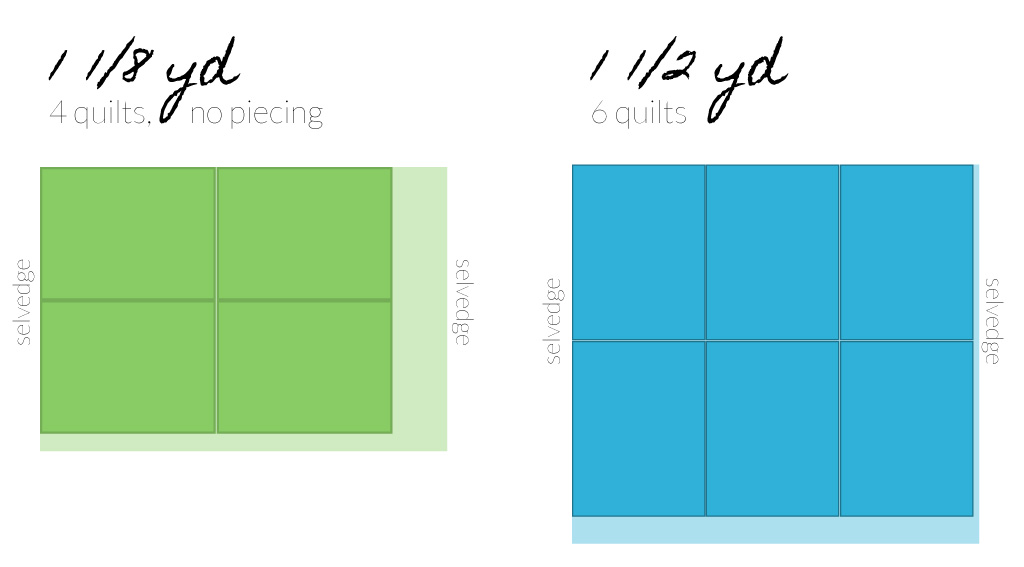 1 1/8 yd
4 quilts, no piecing
selvedge
selvedge
1 1/2 yd
6 quilts
selvedge
selvedge